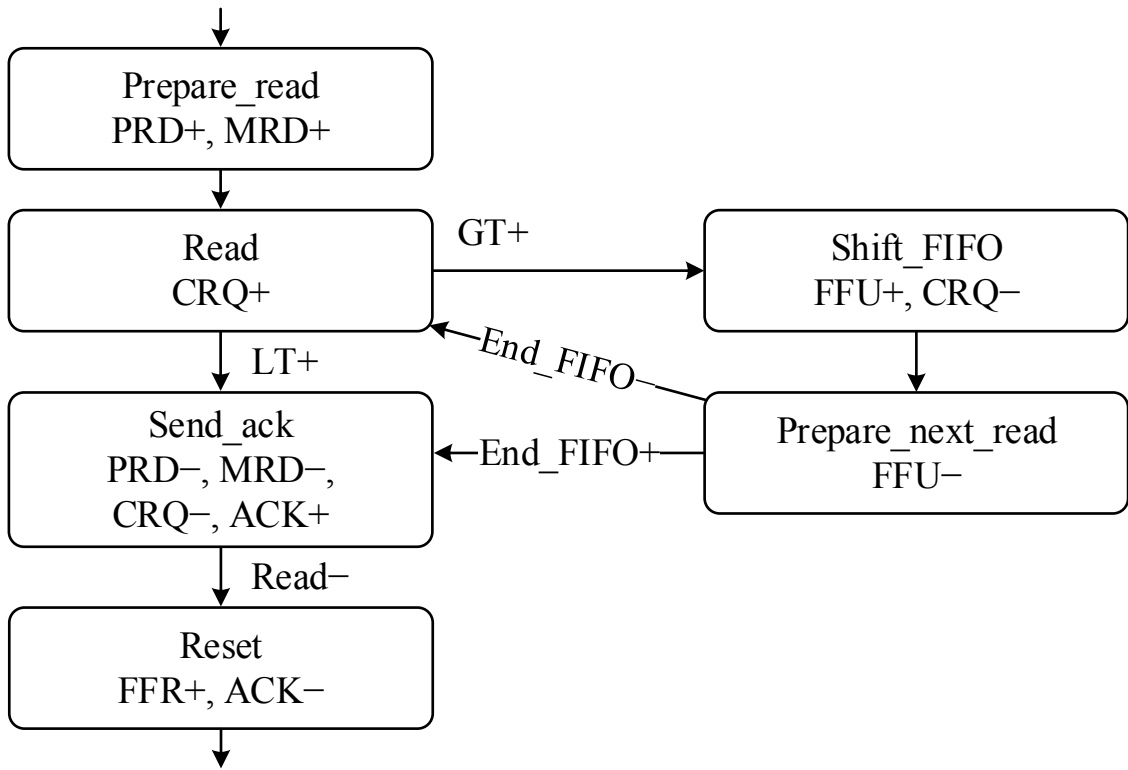 Prepare_read
PRD+, MRD+
Read
CRQ+
GT+
Shift_FIFO
FFU+, CRQ−
End_FIFO−
LT+
Send_ack
PRD−, MRD−,
CRQ−, ACK+
End_FIFO+
Prepare_next_read
FFU−
Read−
Reset
FFR+, ACK−